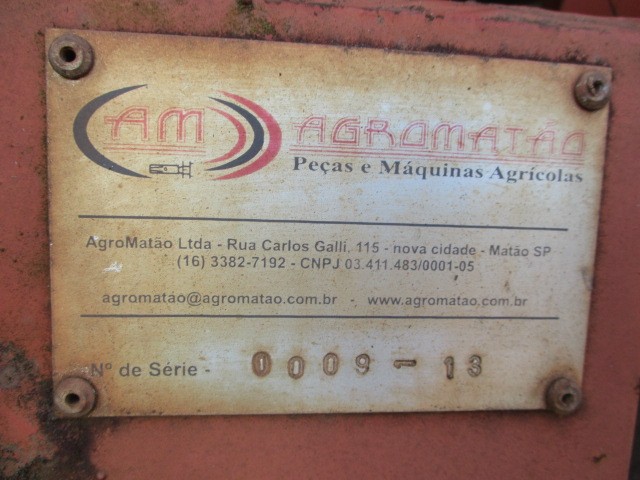 AM AGROMATÃO
Peças e Máquinas Agrícolas
AgroMatão Ltda - Rua Carlos Galli, 115 - nova cidade - Matão SP
(16) 3382-7192 - CNPJ 03.411.483/0001-05
agromatao@agromatao.com.br - www.agromatao.com.br
Nº de Série - 0009-13